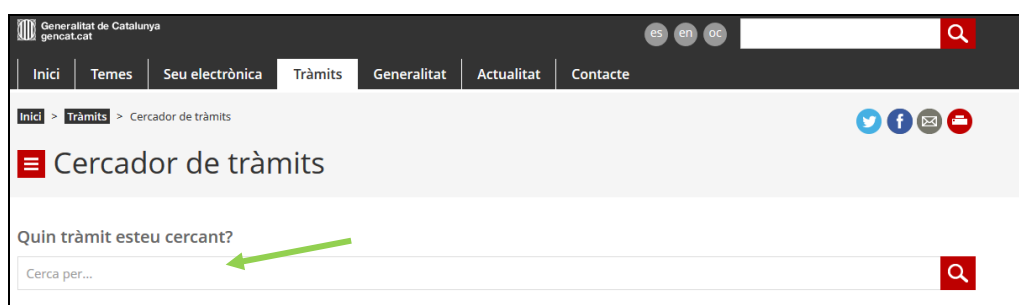 Generalitat de Catalunya
gencat.cat
es en oc
Inici Temes Seu electrònica Tràmits Generalitat Actualitat Contacte
Inici > Tràmits > Cercador de tràmits
Cercador de tràmits
Quin tràmit esteu cercant?
Cerca per...